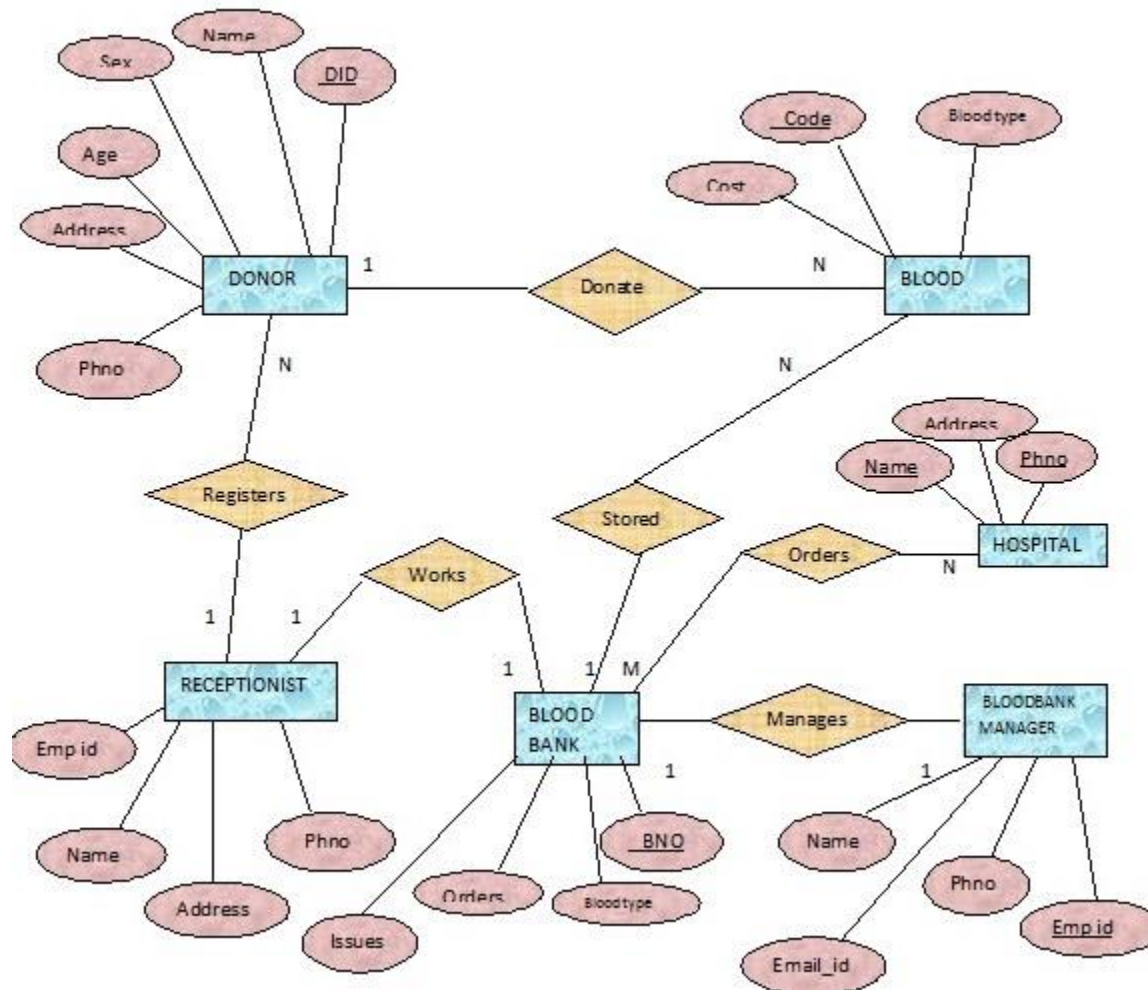 Name
Sex
DID
Code
Bloodtype
Age
Cost
Address
DONOR
1
Donate
N
BLOOD
Phno
N
N
Address
Name
Phno
Registers
Stored
Orders
HOSPITAL
N
Works
1
1
RECEPTIONIST
1
1
M
BLOOD
BANK
Manages
BLOODBANK
MANAGER
Emp id
1
1
Name
Phno
BNO
Name
Address
Orders
Bloodtype
Phno
Issues
Emp id
Email_id